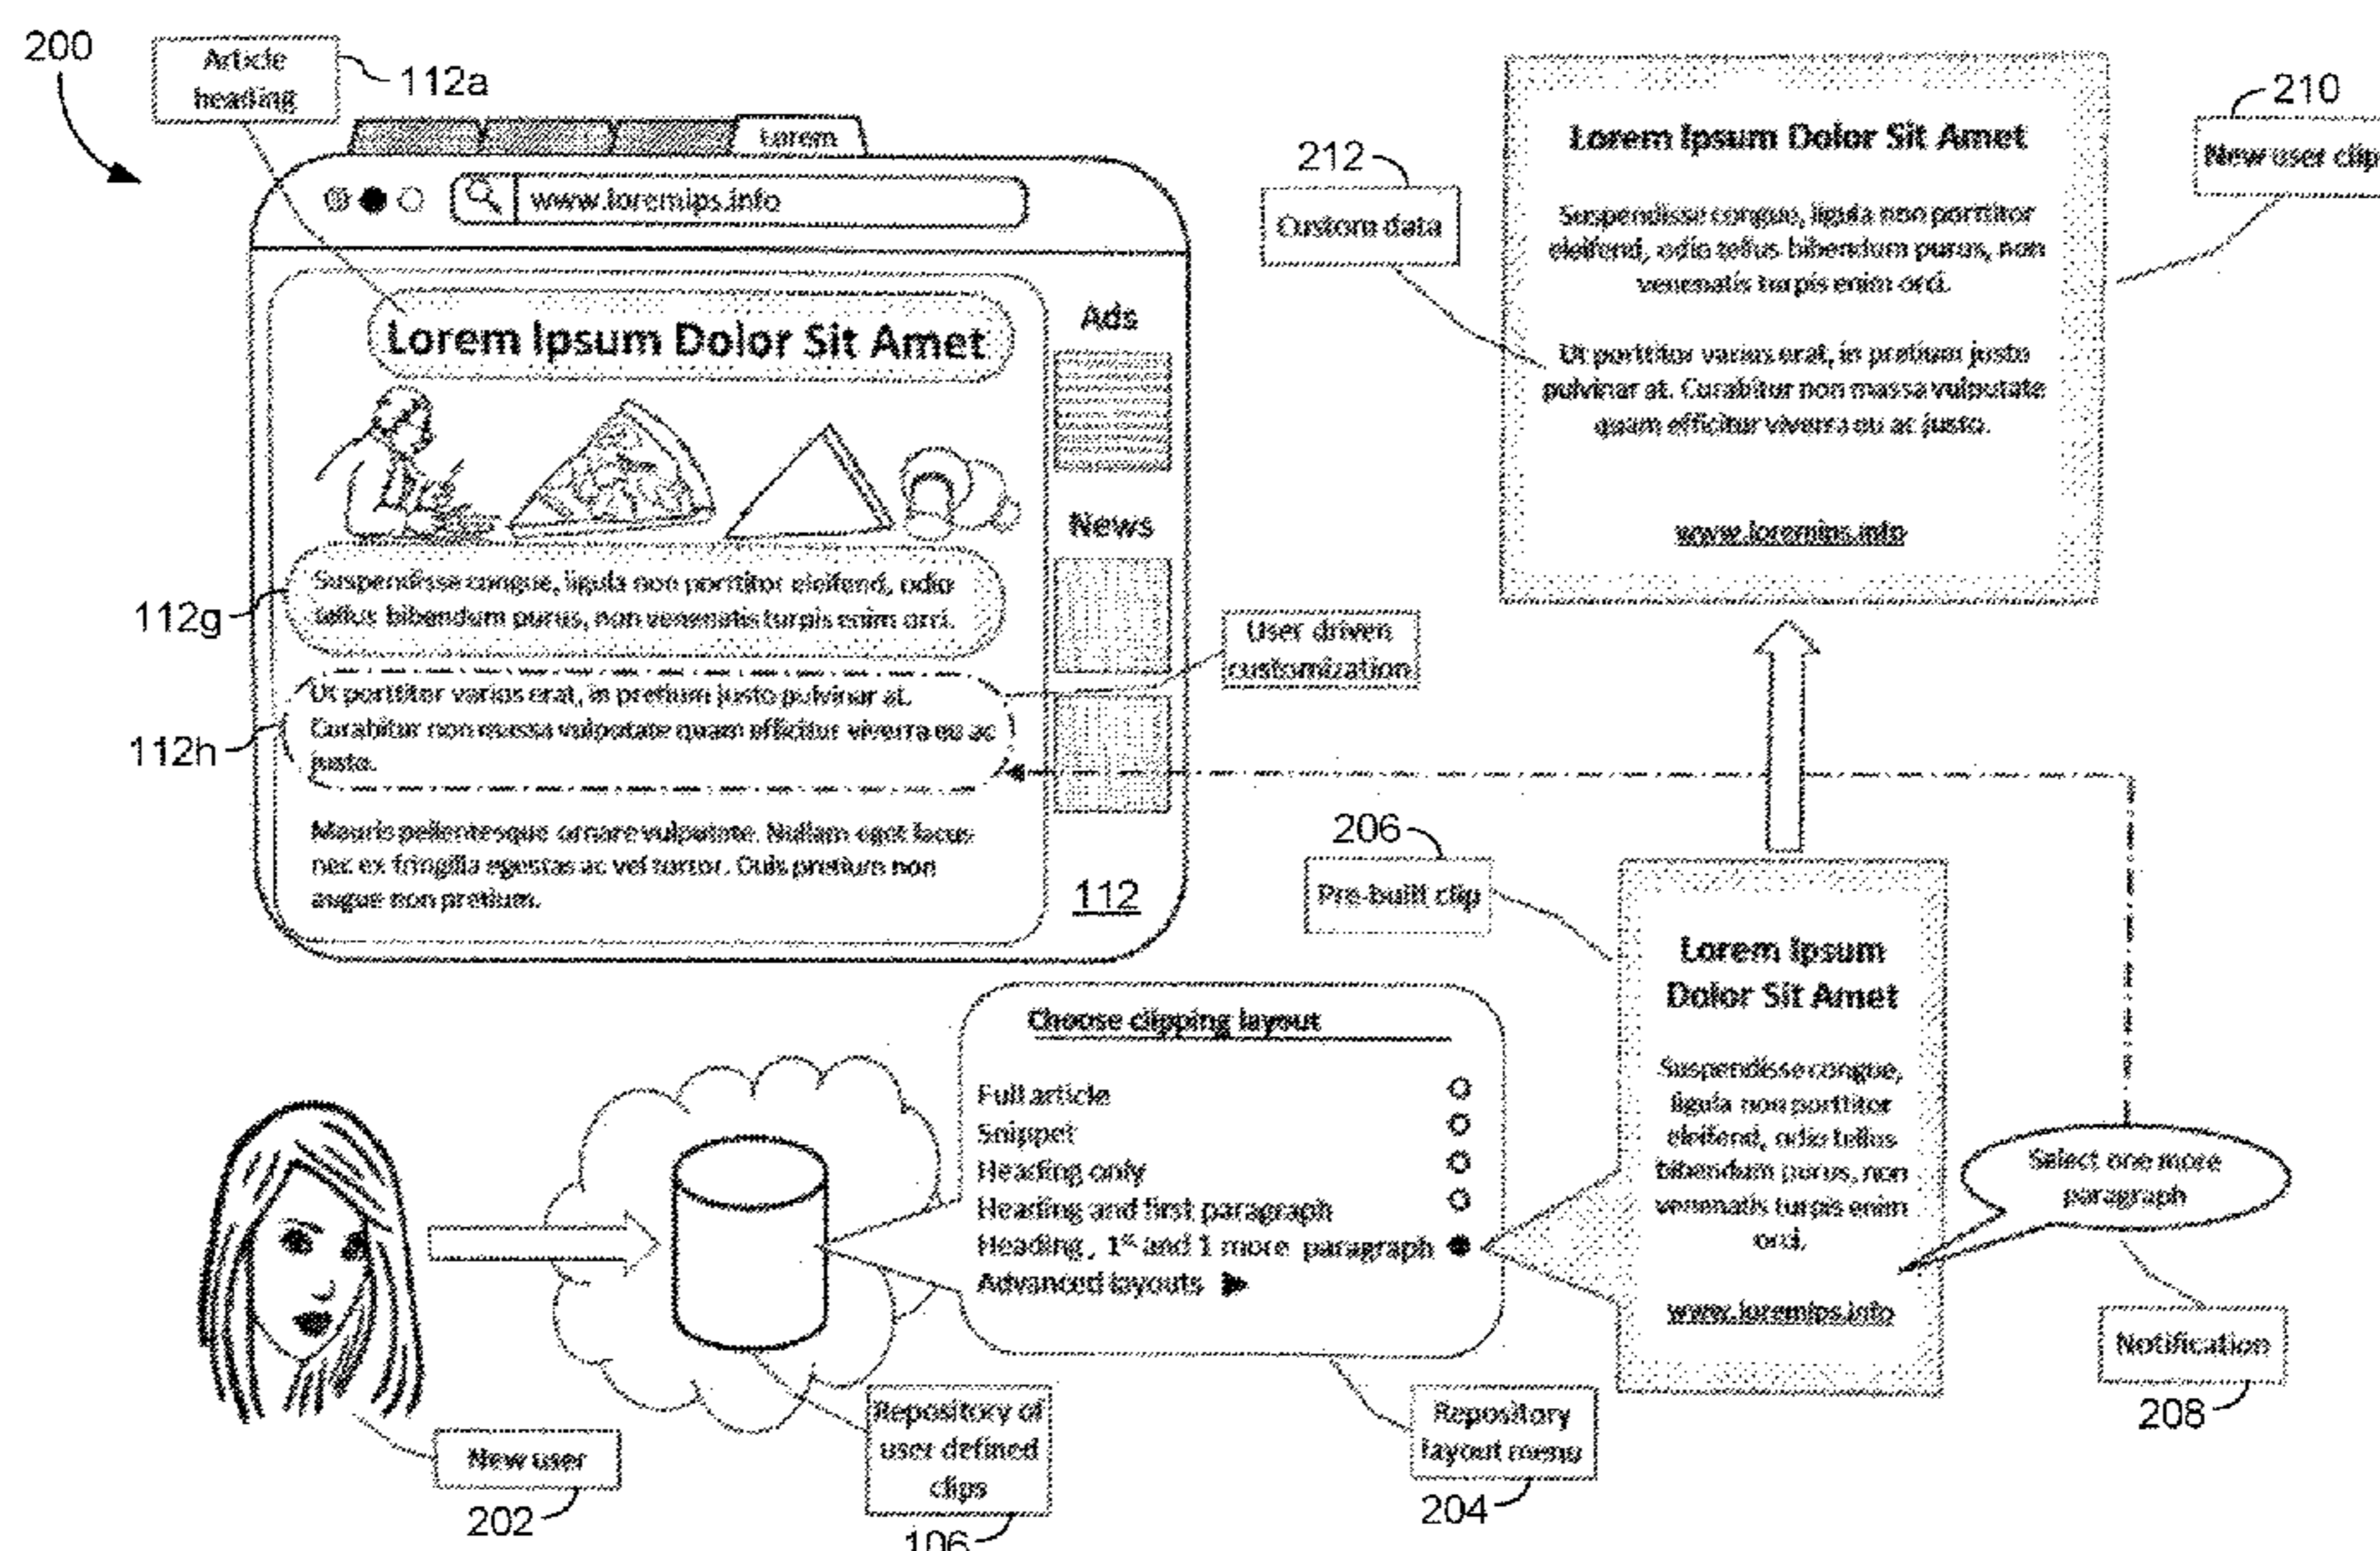 200
Article
heading
112a
Lorem
www.loremips.info
Lorem Ipsum Dolor Sit Amet
Ads
News
112g
Suspendisse congue, ligula non porttitor eleifend, odio
tellus bibendum purus, non venenatis turpis enim orci.
User driven
customization
112h
Ut porttitor varius erat, in pretium justo pulvinar at.
Curabitur non massa vulputate quam efficitur viverra eu ac
justo.
Mauris pellentesque ornare vulputate. Nullam eget lacus
nec ex fringilla egestas ac vel tortor. Duis pretium non
augue non pretium.
112
212
Custom data
210
New user clip
Lorem Ipsum Dolor Sit Amet
Suspendisse congue, ligula non porttitor
eleifend, odio tellus bibendum purus, non
venenatis turpis enim orci.
Ut porttitor varius erat, in pretium justo
pulvinar at. Curabitur non massa vulputate
quam efficitur viverra eu ac justo.
www.loremips.info
206
Pre-built clip
Lorem Ipsum
Dolor Sit Amet
Suspendisse congue,
ligula non porttitor
eleifend, odio tellus
bibendum purus, non
venenatis turpis enim
orci.
www.loremips.info
Select one more
paragraph
Notification
208
Choose clipping layout
Full article
Snippet
Heading only
Heading and first paragraph
Heading, 1st and 1 more paragraph
Advanced layouts
Repository
layout menu
204
New user
202
Repository of
user defined
clips
106